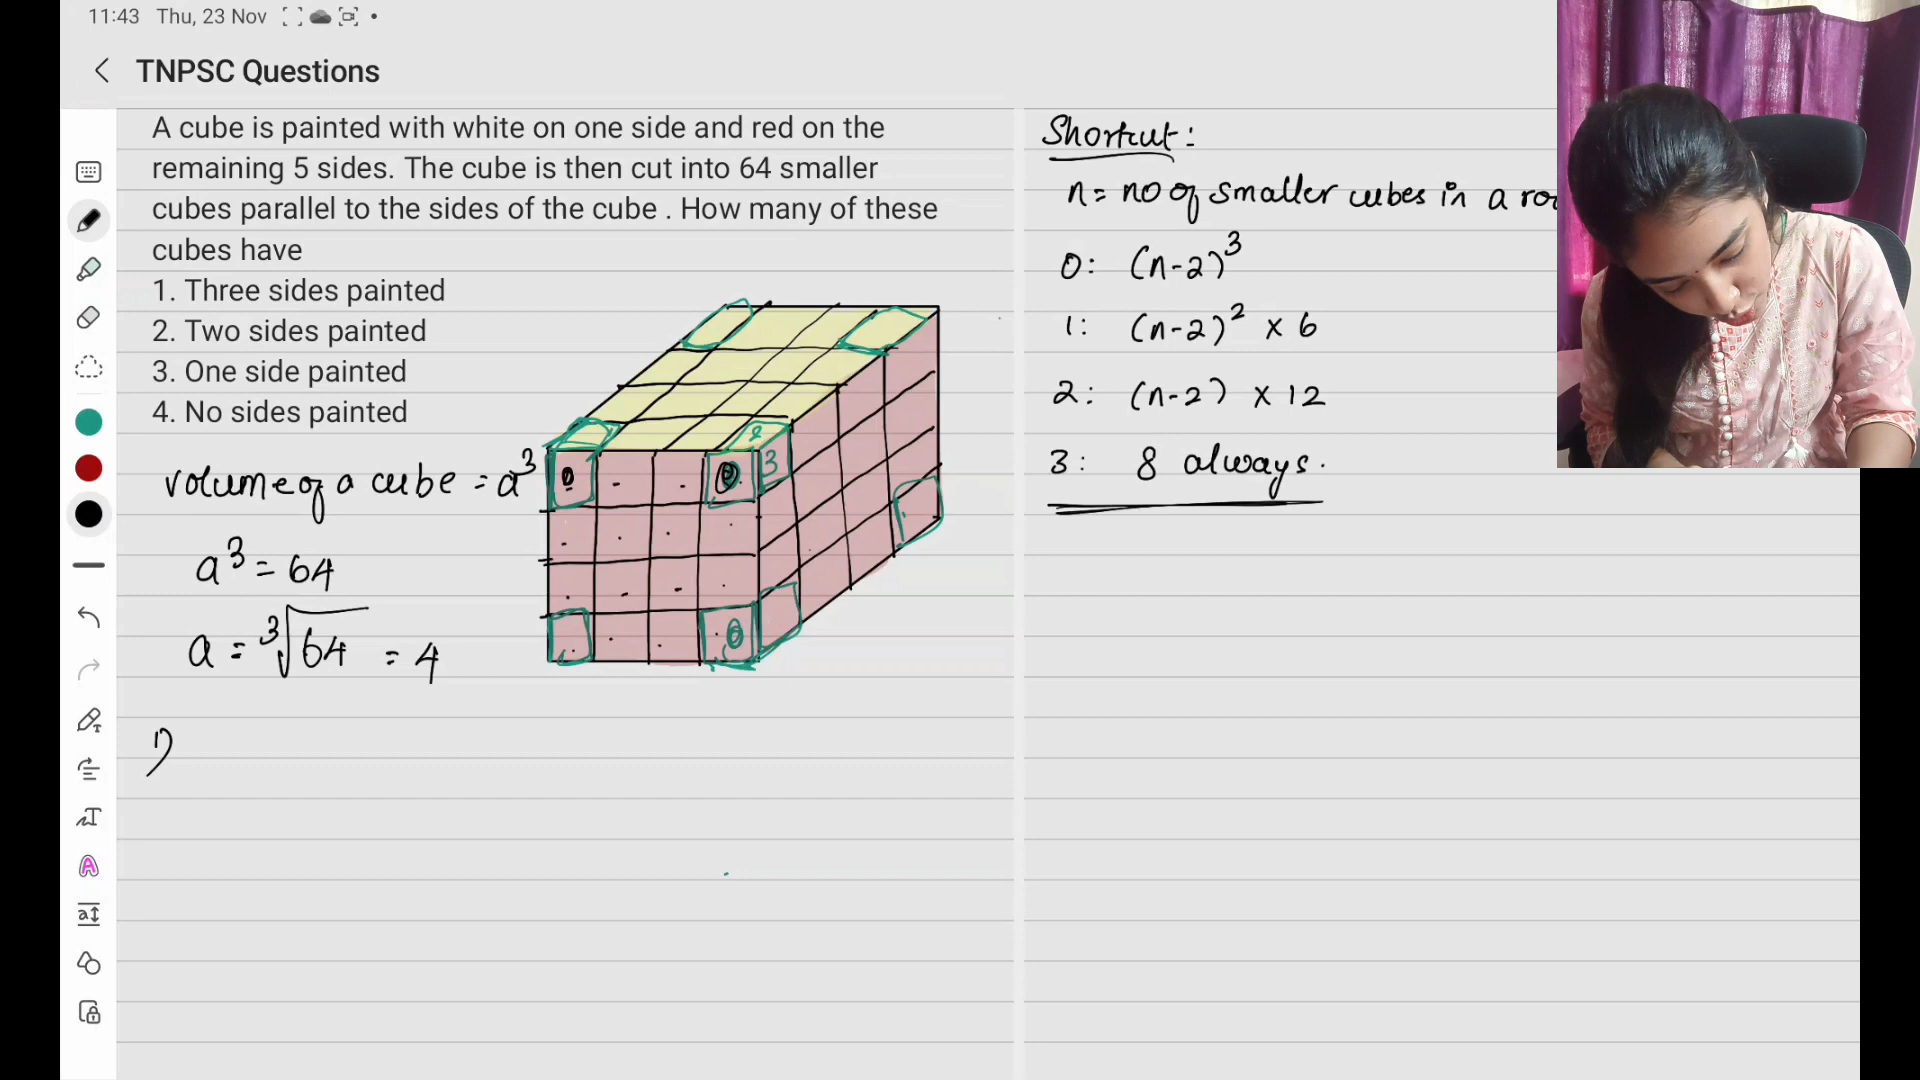 11:43 Thu, 23 Nov
TNPSC Questions
A cube is painted with white on one side and red on the
remaining 5 sides. The cube is then cut into 64 smaller
cubes parallel to the sides of the cube . How many of these
cubes have
1. Three sides painted
2. Two sides painted
3. One side painted
4. No sides painted
volume of a cube = a³
a³ = 64
a = ³√64 = 4
1)
3
Shortcut :
n = no of smaller cubes in a
0: (n-2)³
1: (n-2)² x 6
2: (n-2) x 12
3: 8 always.